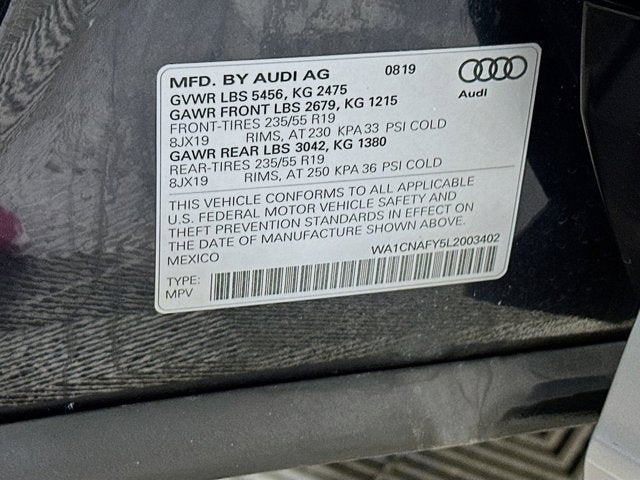 MFD. BY AUDI AG 0819
GVWR LBS 5456, KG 2475
GAWR FRONT LBS 2679, KG 1215 Audi
FRONT-TIRES 235/55 R19
8JX19 RIMS, AT 230 KPA 33 PSI COLD
GAWR REAR LBS 3042, KG 1380
REAR-TIRES 235/55 R19
8JX19 RIMS, AT 250 KPA 36 PSI COLD
THIS VEHICLE CONFORMS TO ALL APPLICABLE
U.S. FEDERAL MOTOR VEHICLE SAFETY AND
THEFT PREVENTION STANDARDS IN EFFECT ON
THE DATE OF MANUFACTURE SHOWN ABOVE.
MEXICO WA1CNAFY5L2003402
TYPE:
MPV